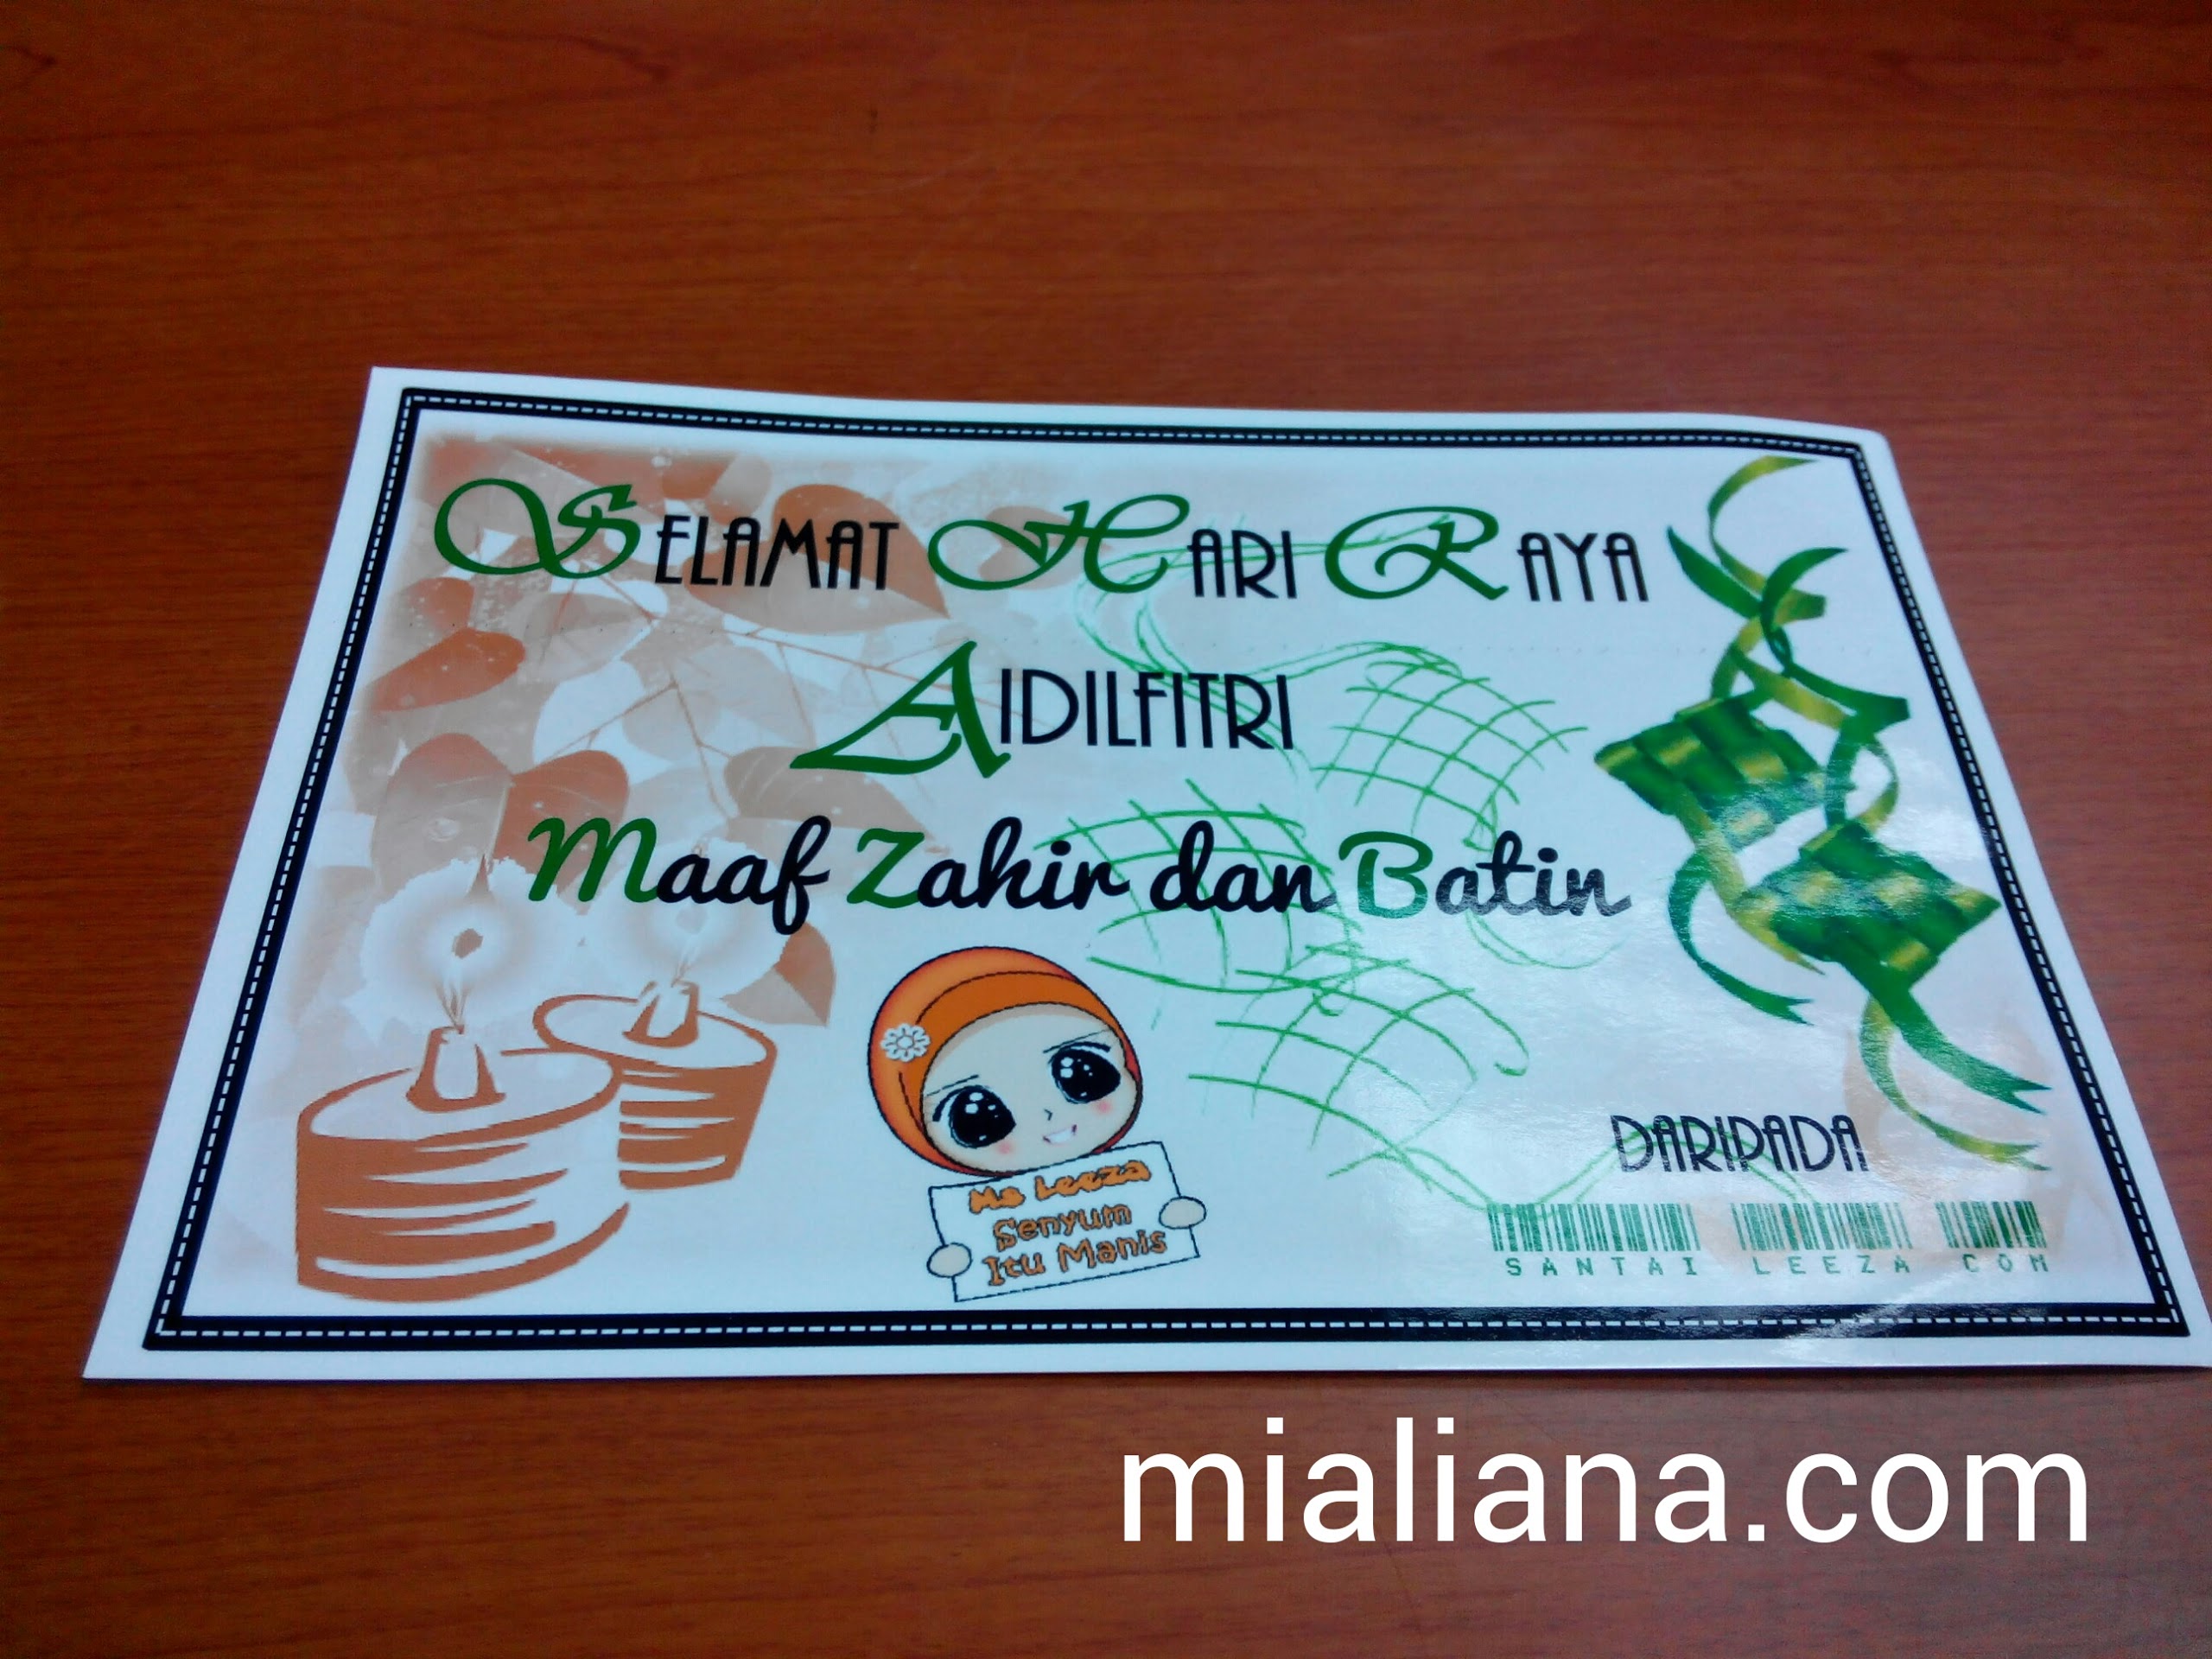 SELAMAT HARI RAYA
AIDILFITRI
Maaf Zahir dan Batin
Ms Leeza
Senyum
Itu Manis
DARIPADA
SANTAI LEEZA COM
mialiana.com